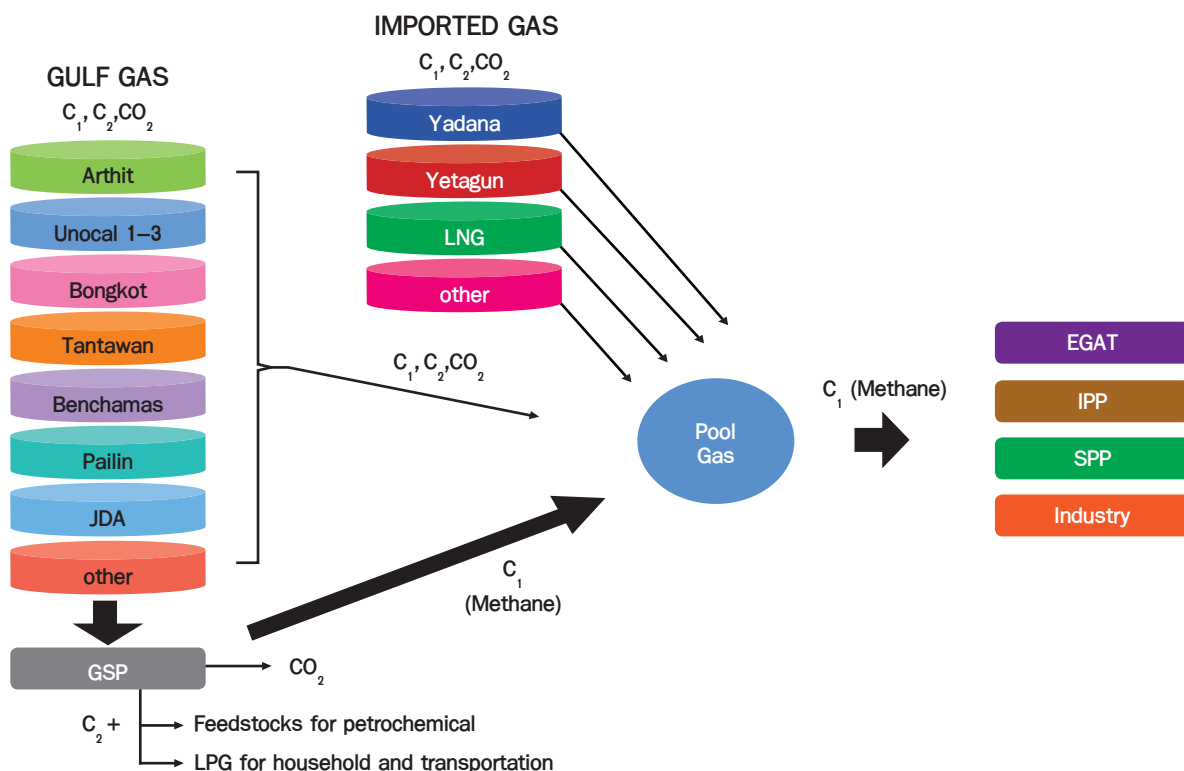 IMPORTED GAS
C₁, C₂,CO₂
Yadana
Yetagun
LNG
other
GULF GAS
C₁, C₂,CO₂
Arthit
Unocal 1–3
Bongkot
Tantawan
Benchamas
Pailin
JDA
other
C₁, C₂,CO₂
Pool
Gas
C₁ (Methane)
EGAT
IPP
SPP
Industry
C₁
(Methane)
GSP
CO₂
C₂ +
Feedstocks for petrochemical
LPG for household and transportation